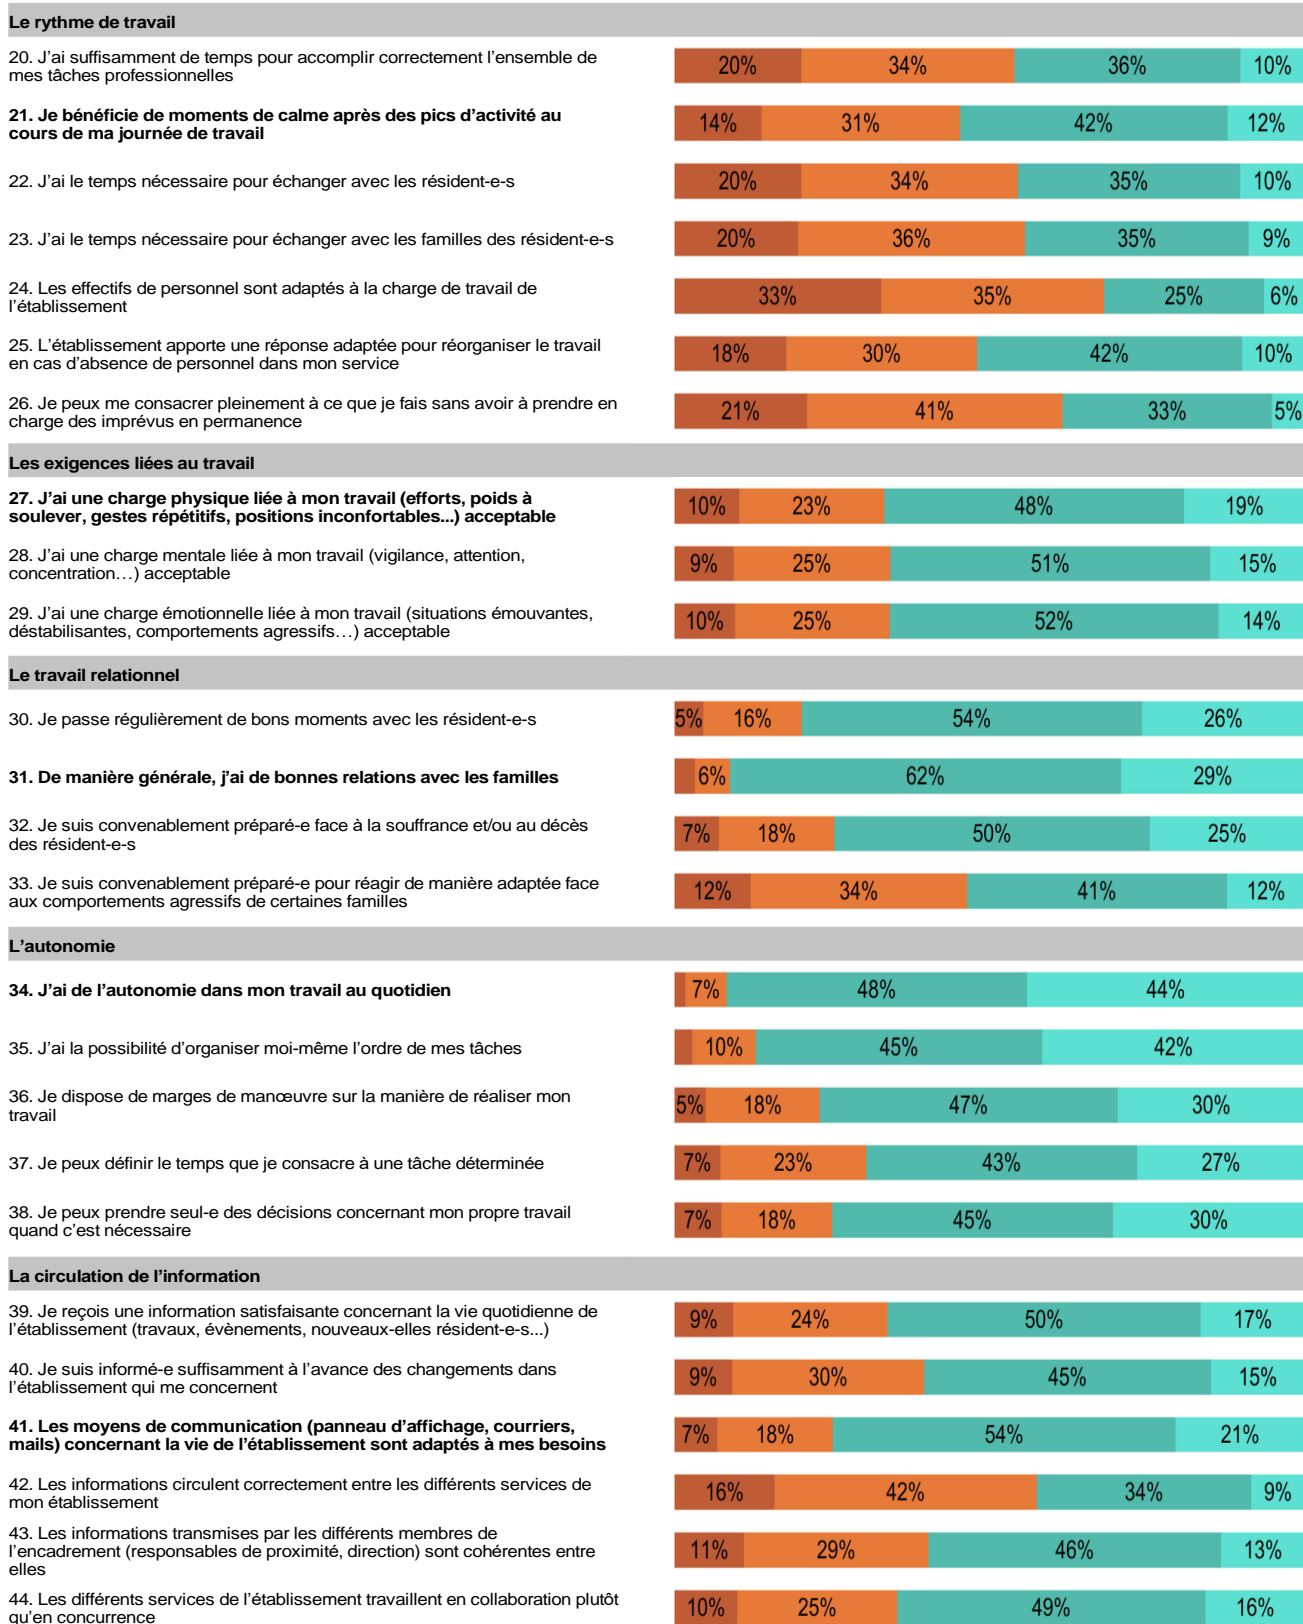 Le rythme de travail
20. J'ai suffisamment de temps pour accomplir correctement l'ensemble de
mes tâches professionnelles
20% 34% 36% 10%
21. Je bénéficie de moments de calme après des pics d'activité au
cours de ma journée de travail
14% 31% 42% 12%
22. J'ai le temps nécessaire pour échanger avec les résident-e-s
20% 34% 35% 10%
23. J'ai le temps nécessaire pour échanger avec les familles des résident-e-s
20% 36% 35% 9%
24. Les effectifs de personnel sont adaptés à la charge de travail de
l'établissement
33% 35% 25% 6%
25. L'établissement apporte une réponse adaptée pour réorganiser le travail
en cas d'absence de personnel dans mon service
18% 30% 42% 10%
26. Je peux me consacrer pleinement à ce que je fais sans avoir à prendre en
charge des imprévus en permanence
21% 41% 33% 5%
Les exigences liées au travail
27. J'ai une charge physique liée à mon travail (efforts, poids à
soulever, gestes répétitifs, positions inconfortables...) acceptable
10% 23% 48% 19%
28. J'ai une charge mentale liée à mon travail (vigilance, attention,
concentration…) acceptable
9% 25% 51% 15%
29. J'ai une charge émotionnelle liée à mon travail (situations émouvantes,
déstabilisantes, comportements agressifs…) acceptable
10% 25% 52% 14%
Le travail relationnel
30. Je passe régulièrement de bons moments avec les résident-e-s
5% 16% 54% 26%
31. De manière générale, j'ai de bonnes relations avec les familles
6% 62% 29%
32. Je suis convenablement préparé-e face à la souffrance et/ou au décès
des résident-e-s
7% 18% 50% 25%
33. Je suis convenablement préparé-e pour réagir de manière adaptée face
aux comportements agressifs de certaines familles
12% 34% 41% 12%
L'autonomie
34. J'ai de l'autonomie dans mon travail au quotidien
7% 48% 44%
35. J'ai la possibilité d'organiser moi-même l'ordre de mes tâches
10% 45% 42%
36. Je dispose de marges de manœuvre sur la manière de réaliser mon
travail
5% 18% 47% 30%
37. Je peux définir le temps que je consacre à une tâche déterminée
7% 23% 43% 27%
38. Je peux prendre seul-e des décisions concernant mon propre travail
quand c'est nécessaire
7% 18% 45% 30%
La circulation de l'information
39. Je reçois une information satisfaisante concernant la vie quotidienne de
l'établissement (travaux, évènements, nouveaux-elles résident-e-s...)
9% 24% 50% 17%
40. Je suis informé-e suffisamment à l'avance des changements dans
l'établissement qui me concernent
9% 30% 45% 15%
41. Les moyens de communication (panneau d'affichage, courriers,
mails) concernant la vie de l'établissement sont adaptés à mes besoins
7% 18% 54% 21%
42. Les informations circulent correctement entre les différents services de
mon établissement
16% 42% 34% 9%
43. Les informations transmises par les différents membres de
l'encadrement (responsables de proximité, direction) sont cohérentes entre
elles
11% 29% 46% 13%
44. Les différents services de l'établissement travaillent en collaboration plutôt
qu'en concurrence
10% 25% 49% 16%